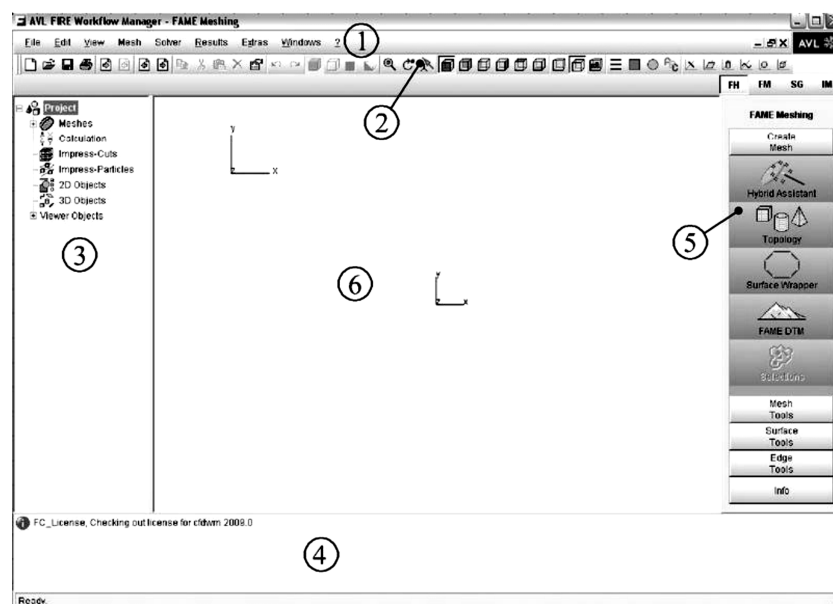 AVL FIRE Workflow Manager - FAME Meshing
File Edit View Mesh Solver Results Extras Windows ? 1
AVL
2
FH FM SG IM
Project
Meshes
Calculation
Impress-Cuts
Impress-Particles
2D Objects
3D Objects
Viewer Objects
3
y
z x
6
y
z x
FAME Meshing
Create
Mesh
Hybrid Assistant
5
Topology
Surface Wrapper
FAME DTM
Selections
Mesh
Tools
Surface
Tools
Edge
Tools
Info
FC_License, Checking out license for cfdwm 2009.0
4
Ready.